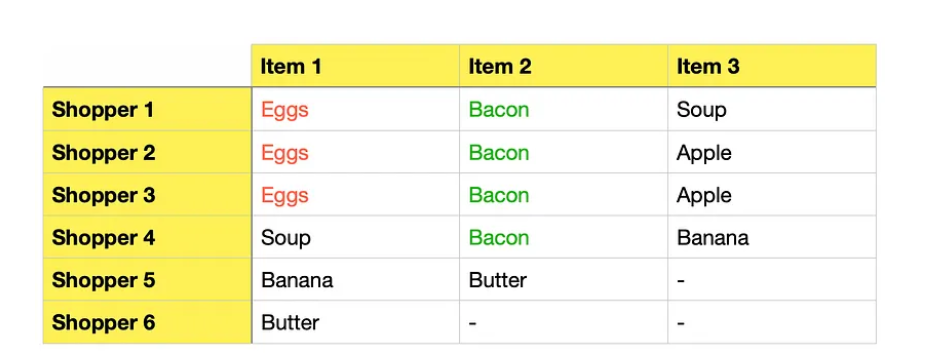 Item 1 Item 2 Item 3
Shopper 1 Eggs Bacon Soup
Shopper 2 Eggs Bacon Apple
Shopper 3 Eggs Bacon Apple
Shopper 4 Soup Bacon Banana
Shopper 5 Banana Butter -
Shopper 6 Butter - -